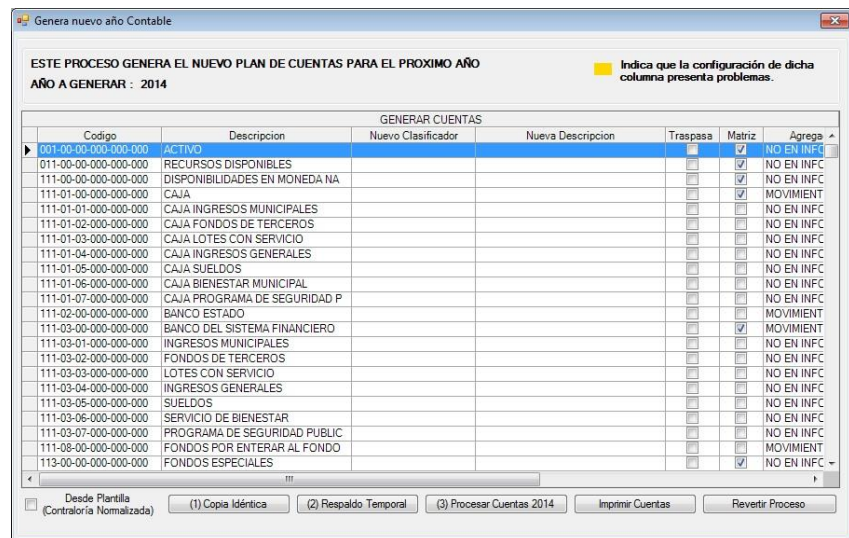 Genera nuevo año Contable
ESTE PROCESO GENERA EL NUEVO PLAN DE CUENTAS PARA EL PROXIMO AÑO
AÑO A GENERAR : 2014
Indica que la configuración de dicha
columna presenta problemas.
GENERAR CUENTAS
Codigo Descripcion Nuevo Clasificador Nueva Descripcion Traspasa Matriz Agrega
001-00-00-000-000-000 ACTIVO NO EN INFO
011-00-00-000-000-000 RECURSOS DISPONIBLES NO EN INFC
111-00-00-000-000-000 DISPONIBILIDADES EN MONEDA NA NO EN INFC
111-01-00-000-000-000 CAJA MOVIMIENT
111-01-01-000-000-000 CAJA INGRESOS MUNICIPALES NO EN INFC
111-01-02-000-000-000 CAJA FONDOS DE TERCEROS NO EN INFC
111-01-03-000-000-000 CAJA LOTES CON SERVICIO NO EN INFC
111-01-04-000-000-000 CAJA INGRESOS GENERALES NO EN INFC
111-01-05-000-000-000 CAJA SUELDOS NO EN INFC
111-01-06-000-000-000 CAJA BIENESTAR MUNICIPAL NO EN INFC
111-01-07-000-000-000 CAJA PROGRAMA DE SEGURIDAD P NO EN INFC
111-02-00-000-000-000 BANCO ESTADO MOVIMIENT
111-03-00-000-000-000 BANCO DEL SISTEMA FINANCIERO MOVIMIENT
111-03-01-000-000-000 INGRESOS MUNICIPALES NO EN INFC
111-03-02-000-000-000 FONDOS DE TERCEROS NO EN INFC
111-03-03-000-000-000 LOTES CON SERVICIO NO EN INFC
111-03-04-000-000-000 INGRESOS GENERALES NO EN INFC
111-03-05-000-000-000 SUELDOS NO EN INFC
111-03-06-000-000-000 SERVICIO DE BIENESTAR NO EN INFC
111-03-07-000-000-000 PROGRAMA DE SEGURIDAD PUBLIC NO EN INFC
111-08-00-000-000-000 FONDOS POR ENTERAR AL FONDO MOVIMIENT
113-00-00-000-000-000 FONDOS ESPECIALES NO EN INFC
Desde Plantilla
(Contraloría Normalizada)
(1) Copia Idéntica (2) Respaldo Temporal (3) Procesar Cuentas 2014 Imprimir Cuentas Revertir Proceso